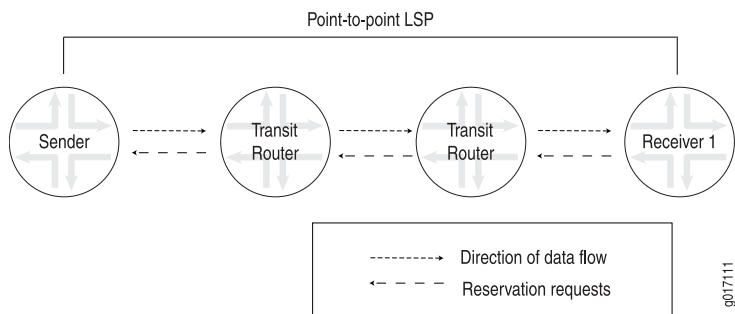 Point-to-point LSP
Sender
Transit
Router
Transit
Router
Receiver 1
Direction of data flow
Reservation requests
g017111